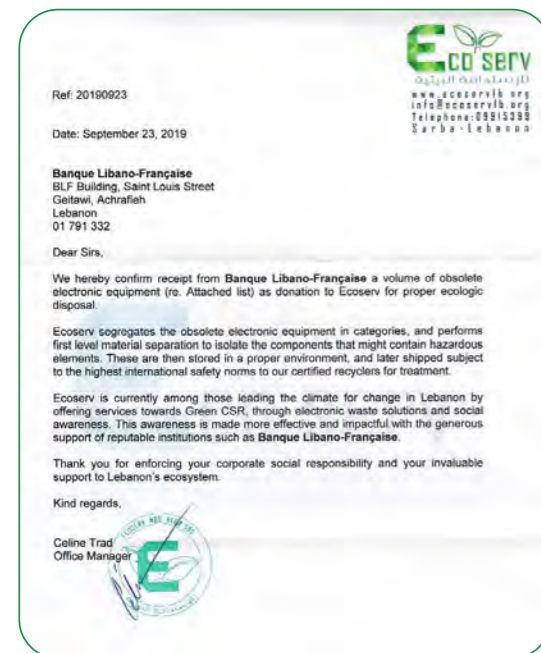 Eco serv
للإستدامة البيئية
www.ecoservlb.org
info@ecoservlb.org
Telephone:09915399
Sarba-Lebanon
Ref: 20190923
Date: September 23, 2019
Banque Libano-Française
BLF Building, Saint Louis Street
Geitawi, Achrafieh
Lebanon
01 791 332
Dear Sirs,
We hereby confirm receipt from Banque Libano-Française a volume of obsolete
electronic equipment (re. Attached list) as donation to Ecoserv for proper ecologic
disposal.
Ecoserv segregates the obsolete electronic equipment in categories, and performs
first level material separation to isolate the components that might contain hazardous
elements. These are then stored in a proper environment, and later shipped subject
to the highest international safety norms to our certified recyclers for treatment.
Ecoserv is currently among those leading the climate for change in Lebanon by
offering services towards Green CSR, through electronic waste solutions and social
awareness. This awareness is made more effective and impactful with the generous
support of reputable institutions such as Banque Libano-Française.
Thank you for enforcing your corporate social responsibility and your invaluable
support to Lebanon's ecosystem.
Kind regards,
Celine Trad
Office Manager
E